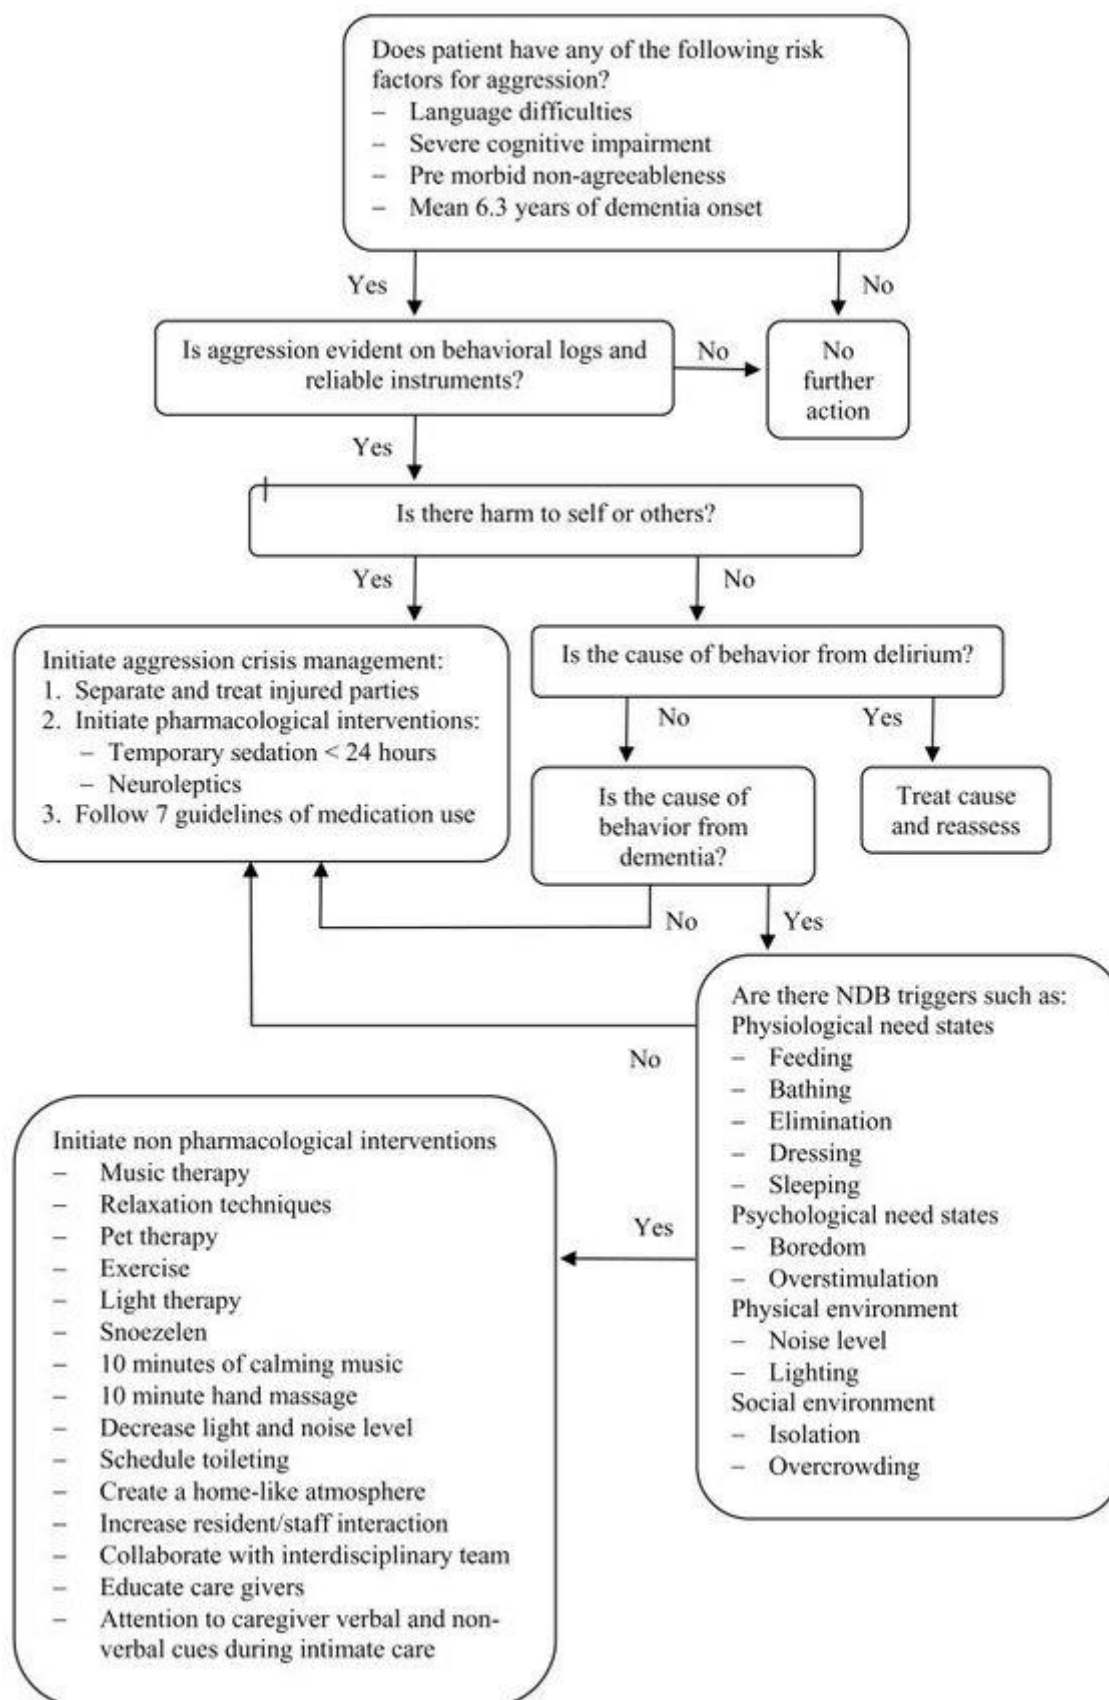 Does patient have any of the following risk
factors for aggression?
– Language difficulties
– Severe cognitive impairment
– Pre morbid non-agreeableness
– Mean 6.3 years of dementia onset
Yes
No
Is aggression evident on behavioral logs and
reliable instruments?
No
No
further
action
Yes
Is there harm to self or others?
Yes
No
Initiate aggression crisis management:
1. Separate and treat injured parties
2. Initiate pharmacological interventions:
– Temporary sedation < 24 hours
– Neuroleptics
3. Follow 7 guidelines of medication use
Is the cause of behavior from delirium?
No
Yes
Is the cause of
behavior from
dementia?
Treat cause
and reassess
No
Yes
Are there NDB triggers such as:
Physiological need states
– Feeding
– Bathing
– Elimination
– Dressing
– Sleeping
Psychological need states
– Boredom
– Overstimulation
Physical environment
– Noise level
– Lighting
Social environment
– Isolation
– Overcrowding
No
Yes
Initiate non pharmacological interventions
– Music therapy
– Relaxation techniques
– Pet therapy
– Exercise
– Light therapy
– Snoezelen
– 10 minutes of calming music
– 10 minute hand massage
– Decrease light and noise level
– Schedule toileting
– Create a home-like atmosphere
– Increase resident/staff interaction
– Collaborate with interdisciplinary team
– Educate care givers
– Attention to caregiver verbal and non-
verbal cues during intimate care